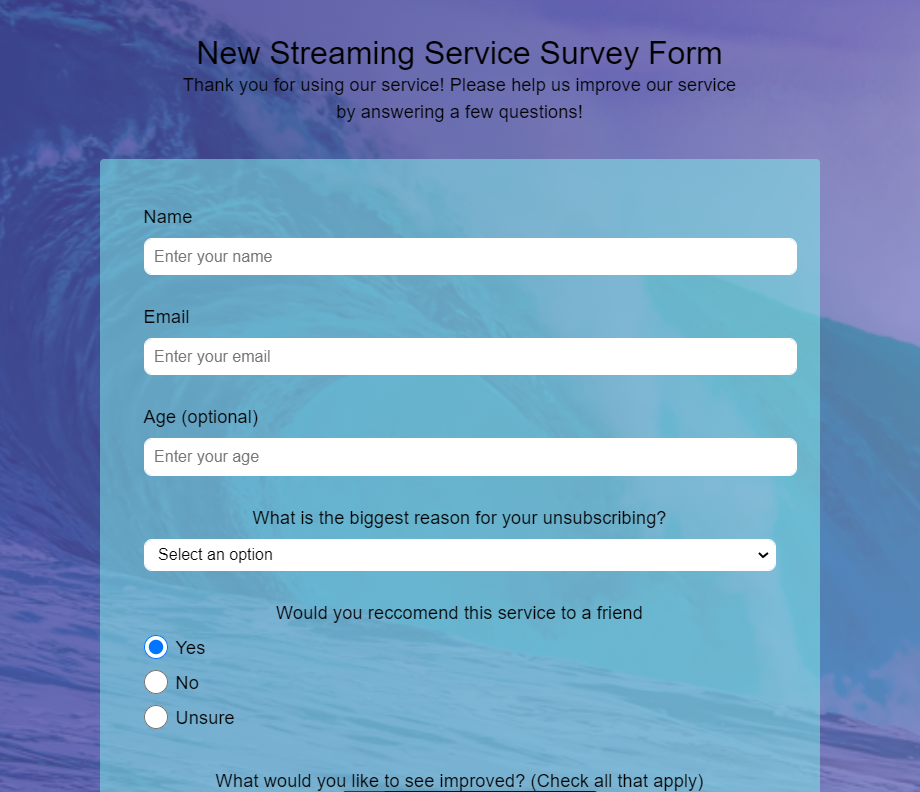 New Streaming Service Survey Form
Thank you for using our service! Please help us improve our service
by answering a few questions!
Name
Enter your name
Email
Enter your email
Age (optional)
Enter your age
What is the biggest reason for your unsubscribing?
Select an option
Would you reccomend this service to a friend
Yes
No
Unsure
What would you like to see improved? (Check all that apply)